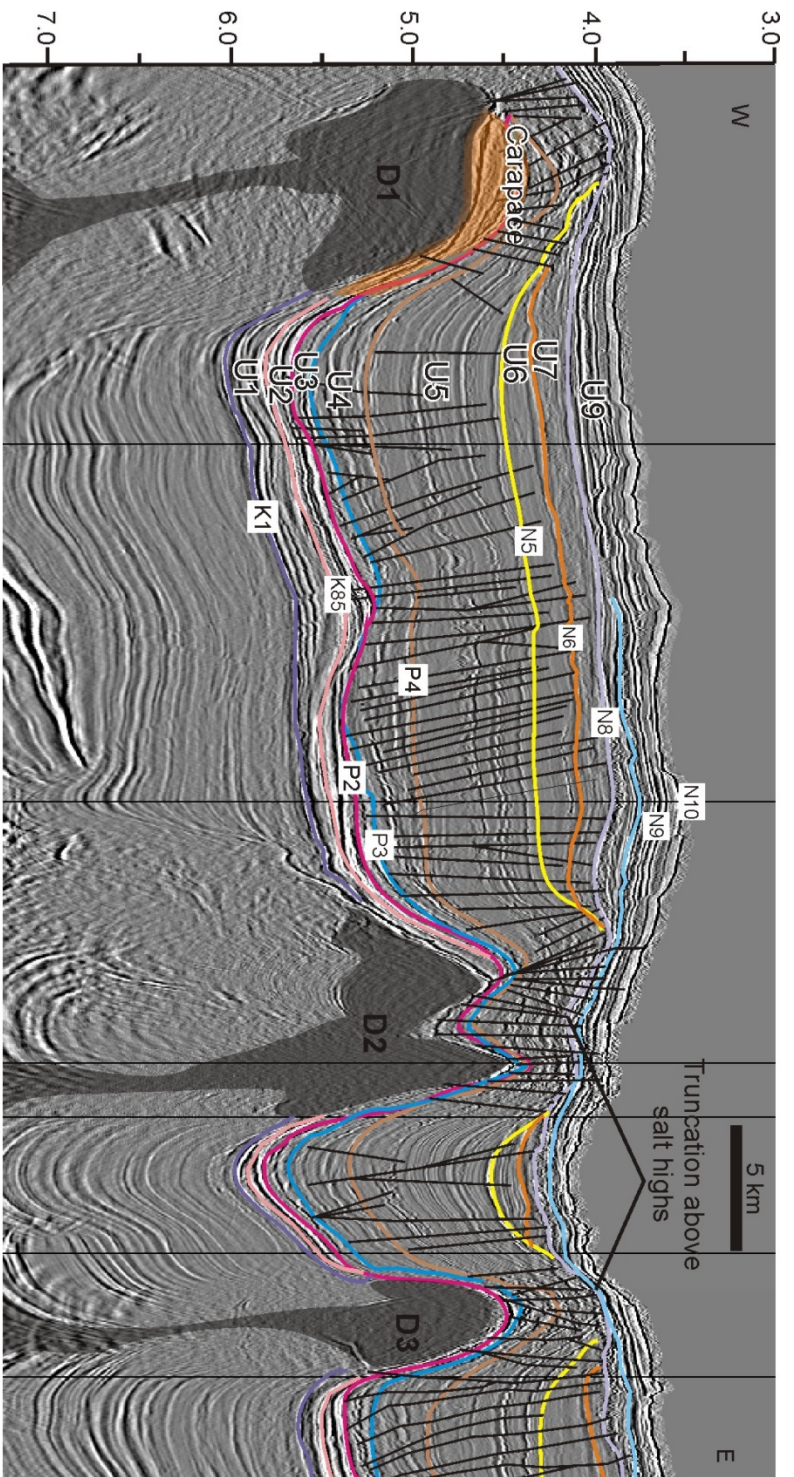 W
E
3.0
4.0
5.0
6.0
7.0
5 km
Truncation above
salt highs
Carapace
D1
D2
D3
U1
U2
U3
U4
U5
U6
U7
U9
K1
K85
P2
P3
P4
N5
N6
N8
N9
N10